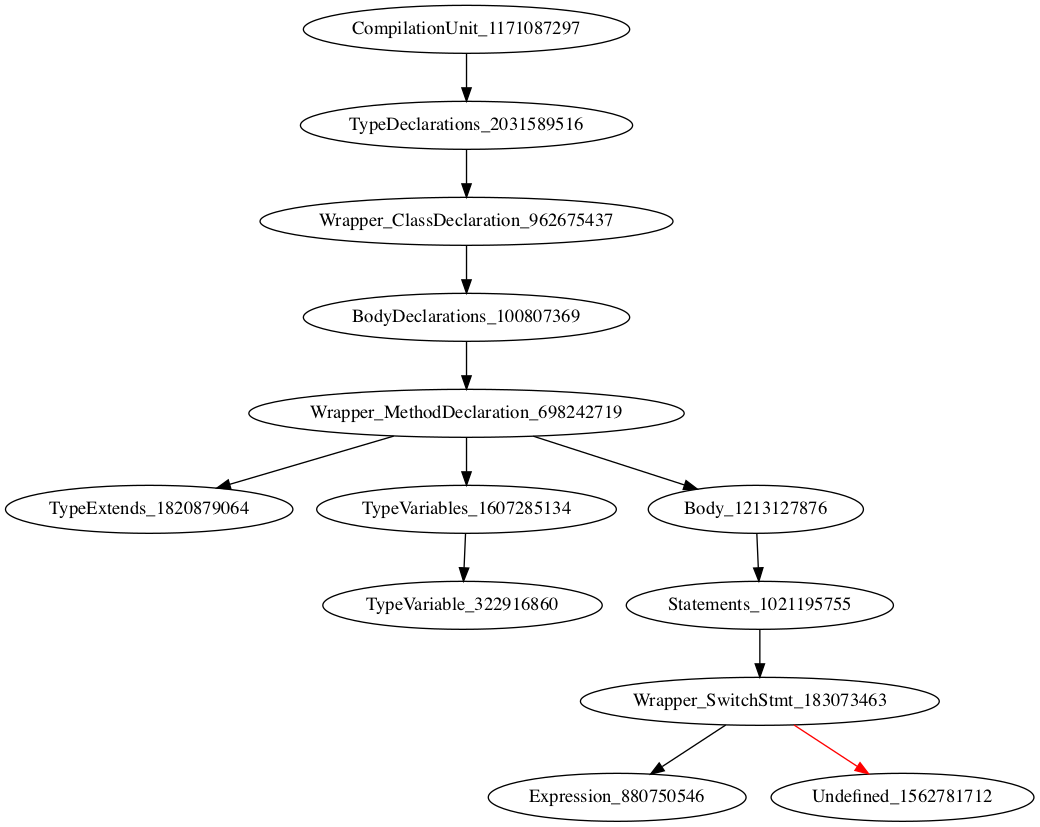 CompilationUnit_1171087297
TypeDeclarations_2031589516
Wrapper_ClassDeclaration_962675437
BodyDeclarations_100807369
Wrapper_MethodDeclaration_698242719
TypeExtends_1820879064
TypeVariables_1607285134
Body_1213127876
TypeVariable_322916860
Statements_1021195755
Wrapper_SwitchStmt_183073463
Expression_880750546
Undefined_1562781712